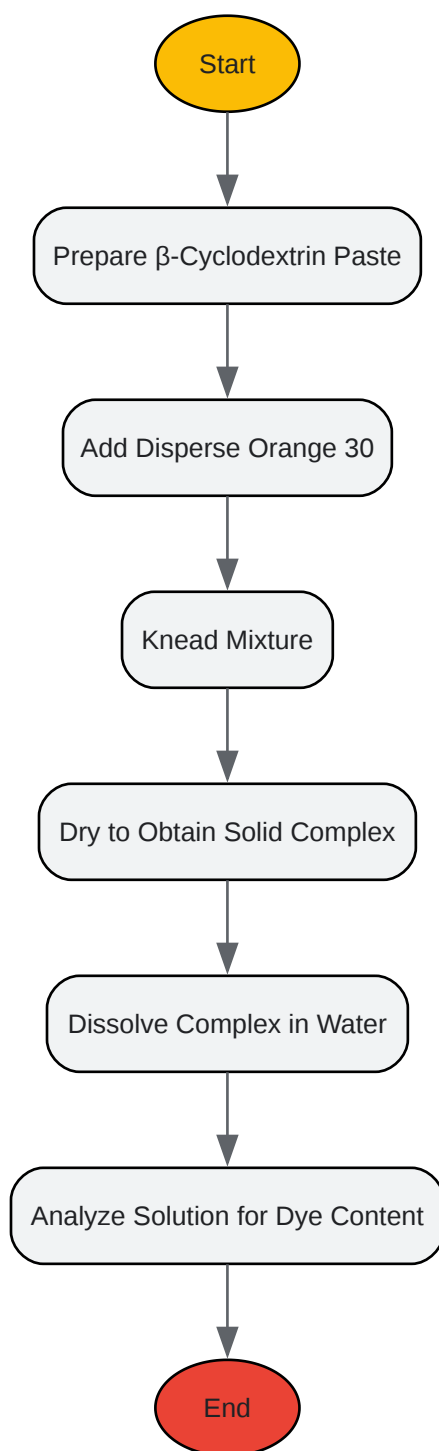 Start
Prepare β-Cyclodextrin Paste
Add Disperse Orange 30
Knead Mixture
Dry to Obtain Solid Complex
Dissolve Complex in Water
Analyze Solution for Dye Content
End